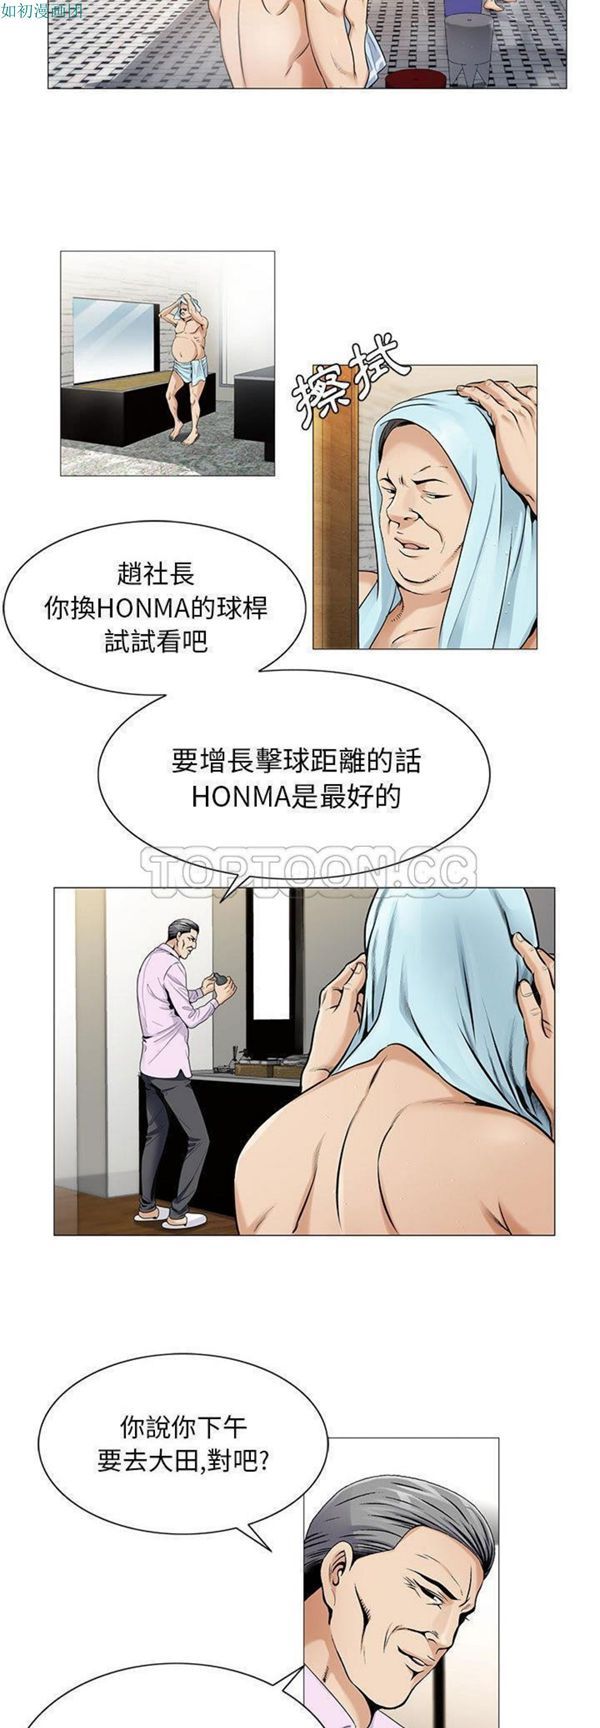 如初漫画团
擦拭
趙社長
你換HONMA的球桿
試試看吧
要增長擊球距離的話
HONMA是最好的
TOPTOON.CC
你說你下午
要去大田,對吧?